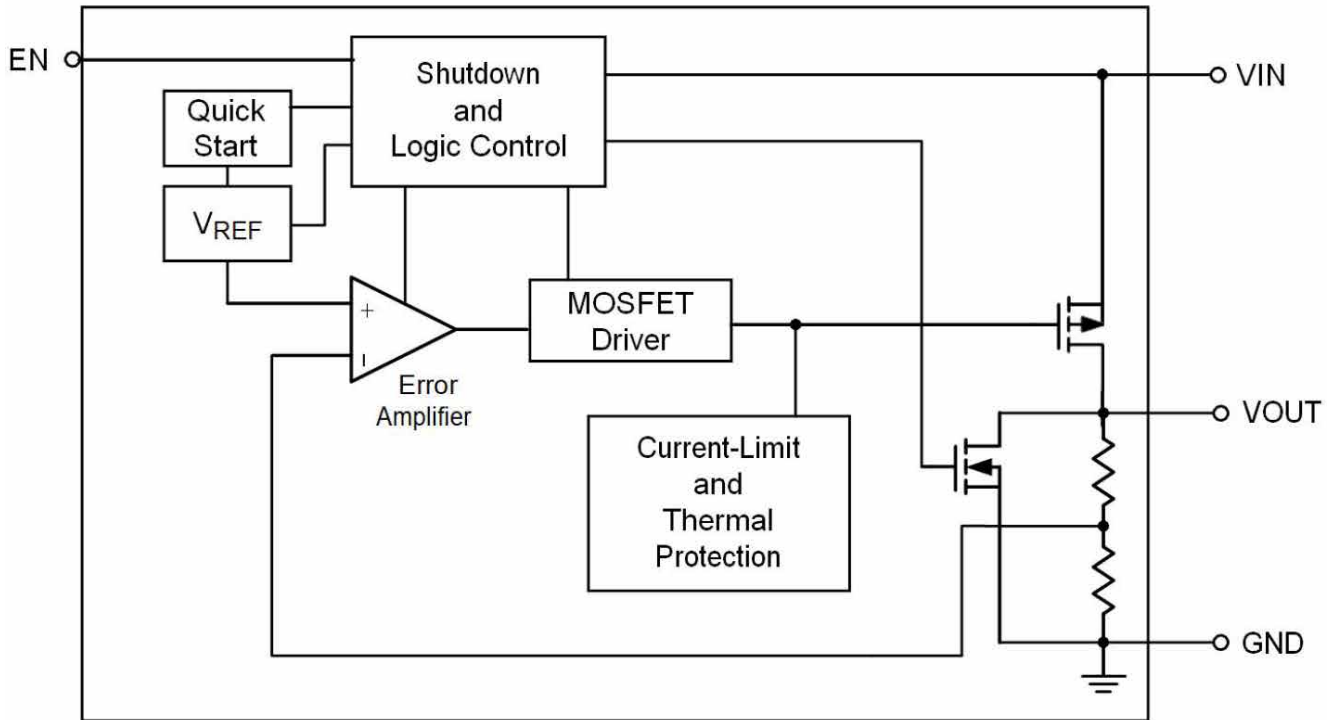 EN
Shutdown
and
Logic Control
VIN
Quick
Start
VREF
+
-
MOSFET
Driver
Error
Amplifier
VOUT
Current-Limit
and
Thermal
Protection
GND